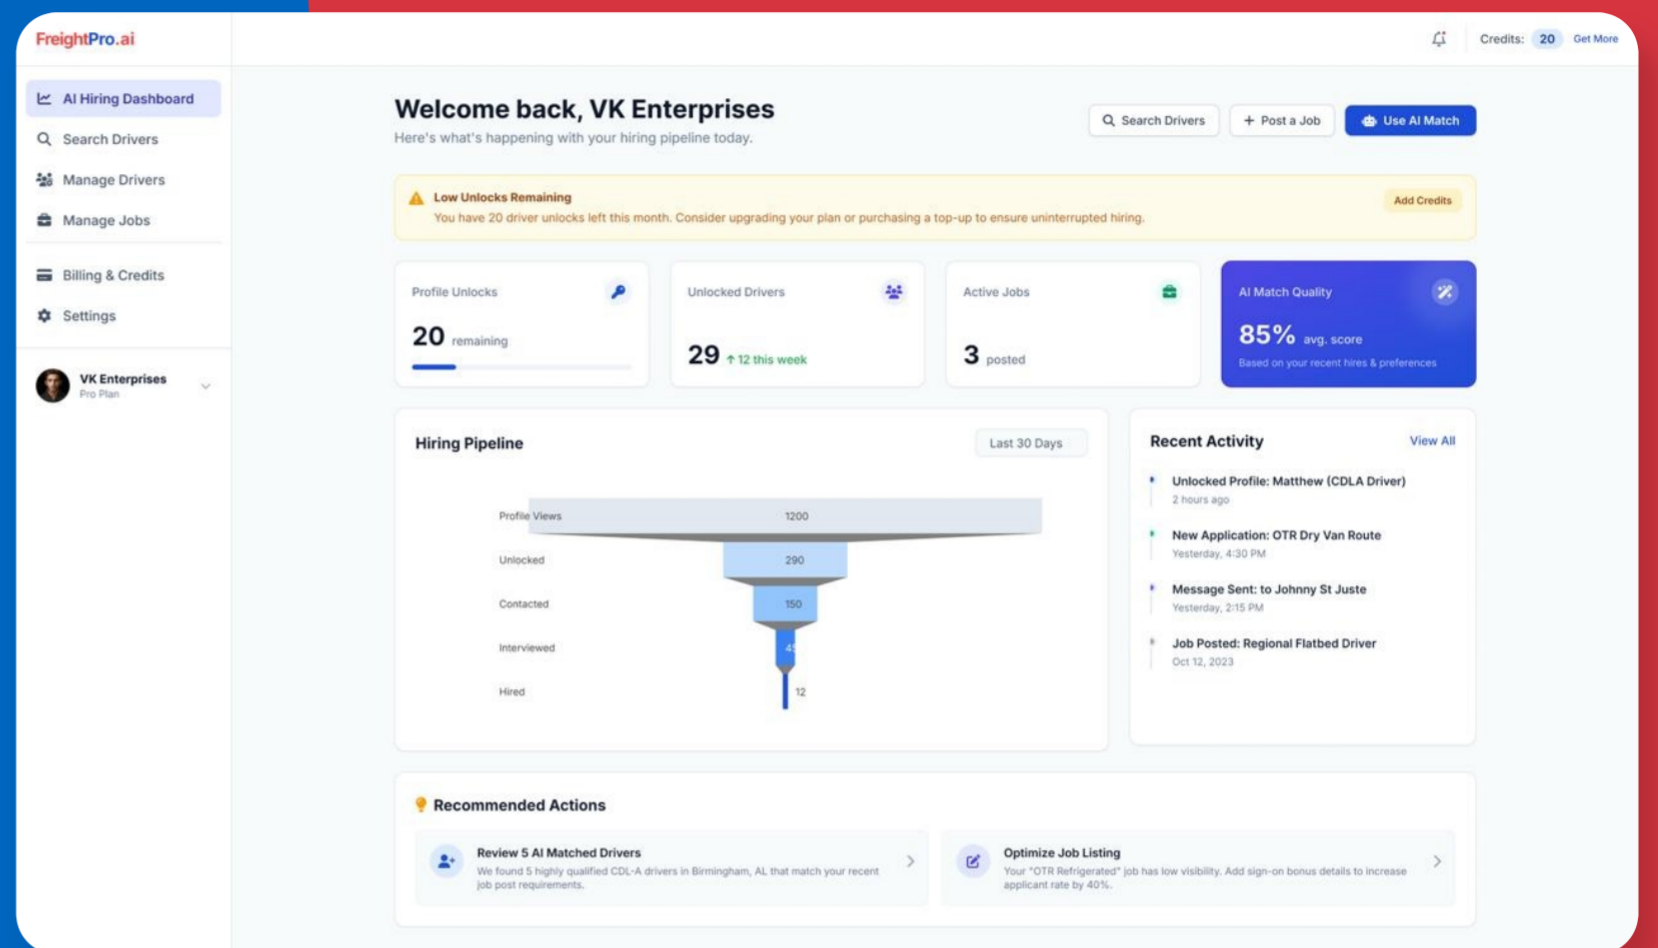 FreightPro.ai
Credits: 20 Get More
AI Hiring Dashboard
Search Drivers
Manage Drivers
Manage Jobs
Billing & Credits
Settings
VK Enterprises
Pro Plan
Welcome back, VK Enterprises
Here's what's happening with your hiring pipeline today.
Search Drivers
+ Post a Job
Use AI Match
Low Unlocks Remaining
You have 20 driver unlocks left this month. Consider upgrading your plan or purchasing a top-up to ensure uninterrupted hiring.
Add Credits
Profile Unlocks
20 remaining
Unlocked Drivers
29 ↑ 12 this week
Active Jobs
3 posted
AI Match Quality
85% avg. score
Based on your recent hires & preferences
Hiring Pipeline
Last 30 Days
Profile Views 1200
Unlocked 290
Contacted 150
Interviewed 45
Hired 12
Recent Activity
View All
Unlocked Profile: Matthew (CDLA Driver)
2 hours ago
New Application: OTR Dry Van Route
Yesterday, 4:30 PM
Message Sent: to Johnny St Juste
Yesterday, 2:15 PM
Job Posted: Regional Flatbed Driver
Oct 12, 2023
Recommended Actions
Review 5 AI Matched Drivers
We found 5 highly qualified CDL-A drivers in Birmingham, AL that match your recent
job post requirements.
Optimize Job Listing
Your "OTR Refrigerated" job has low visibility. Add sign-on bonus details to increase
applicant rate by 40%.